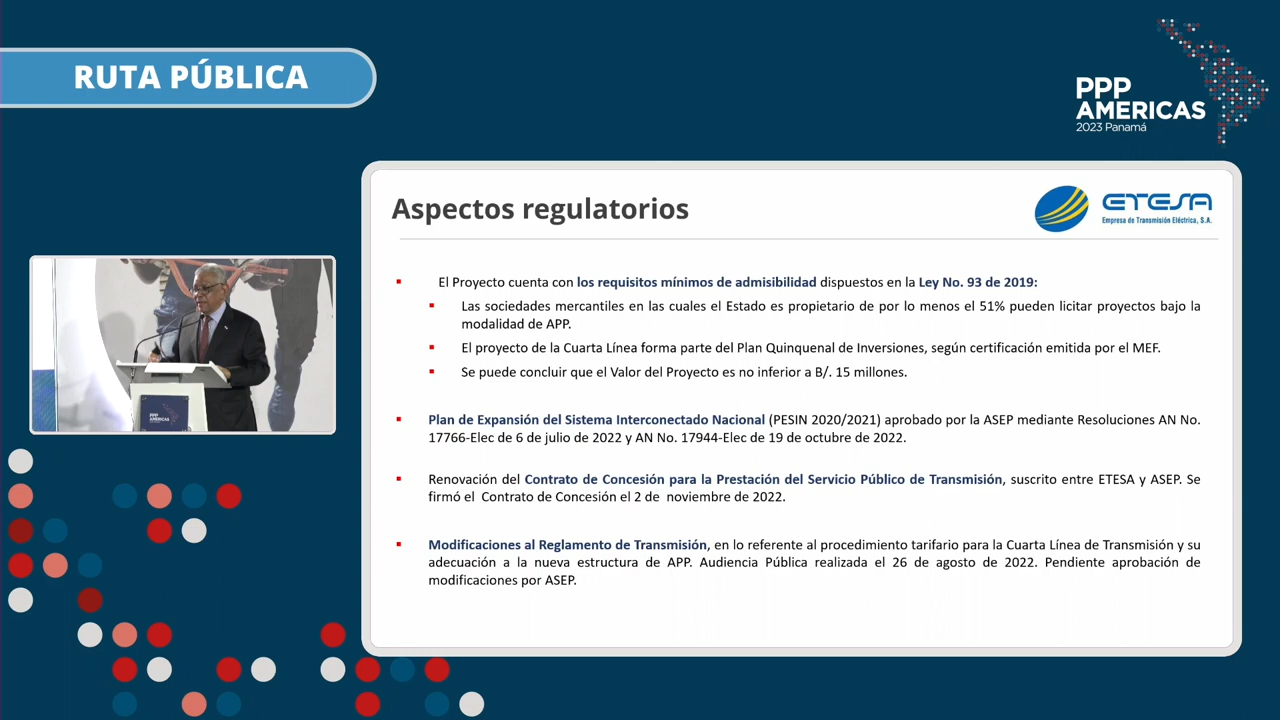 RUTA PÚBLICA
PPP
AMERICAS
2023 Panamá
Aspectos regulatorios
ETESA
Empresa de Transmisión Eléctrica, S.A.
El Proyecto cuenta con los requisitos mínimos de admisibilidad dispuestos en la Ley No. 93 de 2019:
Las sociedades mercantiles en las cuales el Estado es propietario de por lo menos el 51% pueden licitar proyectos bajo la
modalidad de APP.
El proyecto de la Cuarta Línea forma parte del Plan Quinquenal de Inversiones, según certificación emitida por el MEF.
Se puede concluir que el Valor del Proyecto es no inferior a B/. 15 millones.
Plan de Expansión del Sistema Interconectado Nacional (PESIN 2020/2021) aprobado por la ASEP mediante Resoluciones AN No.
17766-Elec de 6 de julio de 2022 y AN No. 17944-Elec de 19 de octubre de 2022.
Renovación del Contrato de Concesión para la Prestación del Servicio Público de Transmisión, suscrito entre ETESA y ASEP. Se
firmó el Contrato de Concesión el 2 de noviembre de 2022.
Modificaciones al Reglamento de Transmisión, en lo referente al procedimiento tarifario para la Cuarta Línea de Transmisión y su
adecuación a la nueva estructura de APP. Audiencia Pública realizada el 26 de agosto de 2022. Pendiente aprobación de
modificaciones por ASEP.
PPP
AMERICAS